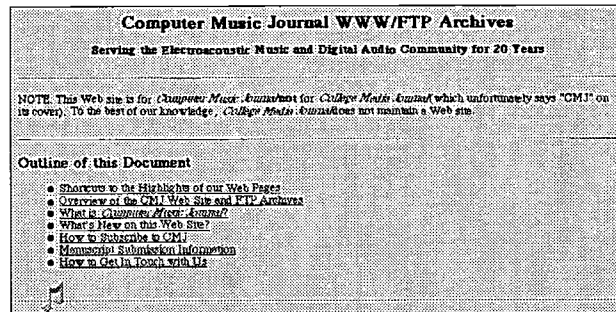 Computer Music Journal WWW/FTP Archives
Serving the Electroacoustic Music and Digital Audio Community for 20 Years
NOTE: This Web site is for Computer Music Journal not for College Media Journal (which unfortunately says "CMJ" on
its cover). To the best of our knowledge, College Media Journal does not maintain a Web site.
Outline of this Document
Shortcuts to the Highlights of our Web Pages
Overview of the CMJ Web Site and FTP Archives
What is Computer Music Journal?
What's New on this Web Site?
How to Subscribe to CMJ
Manuscript Submission Information
How to Get In Touch with Us